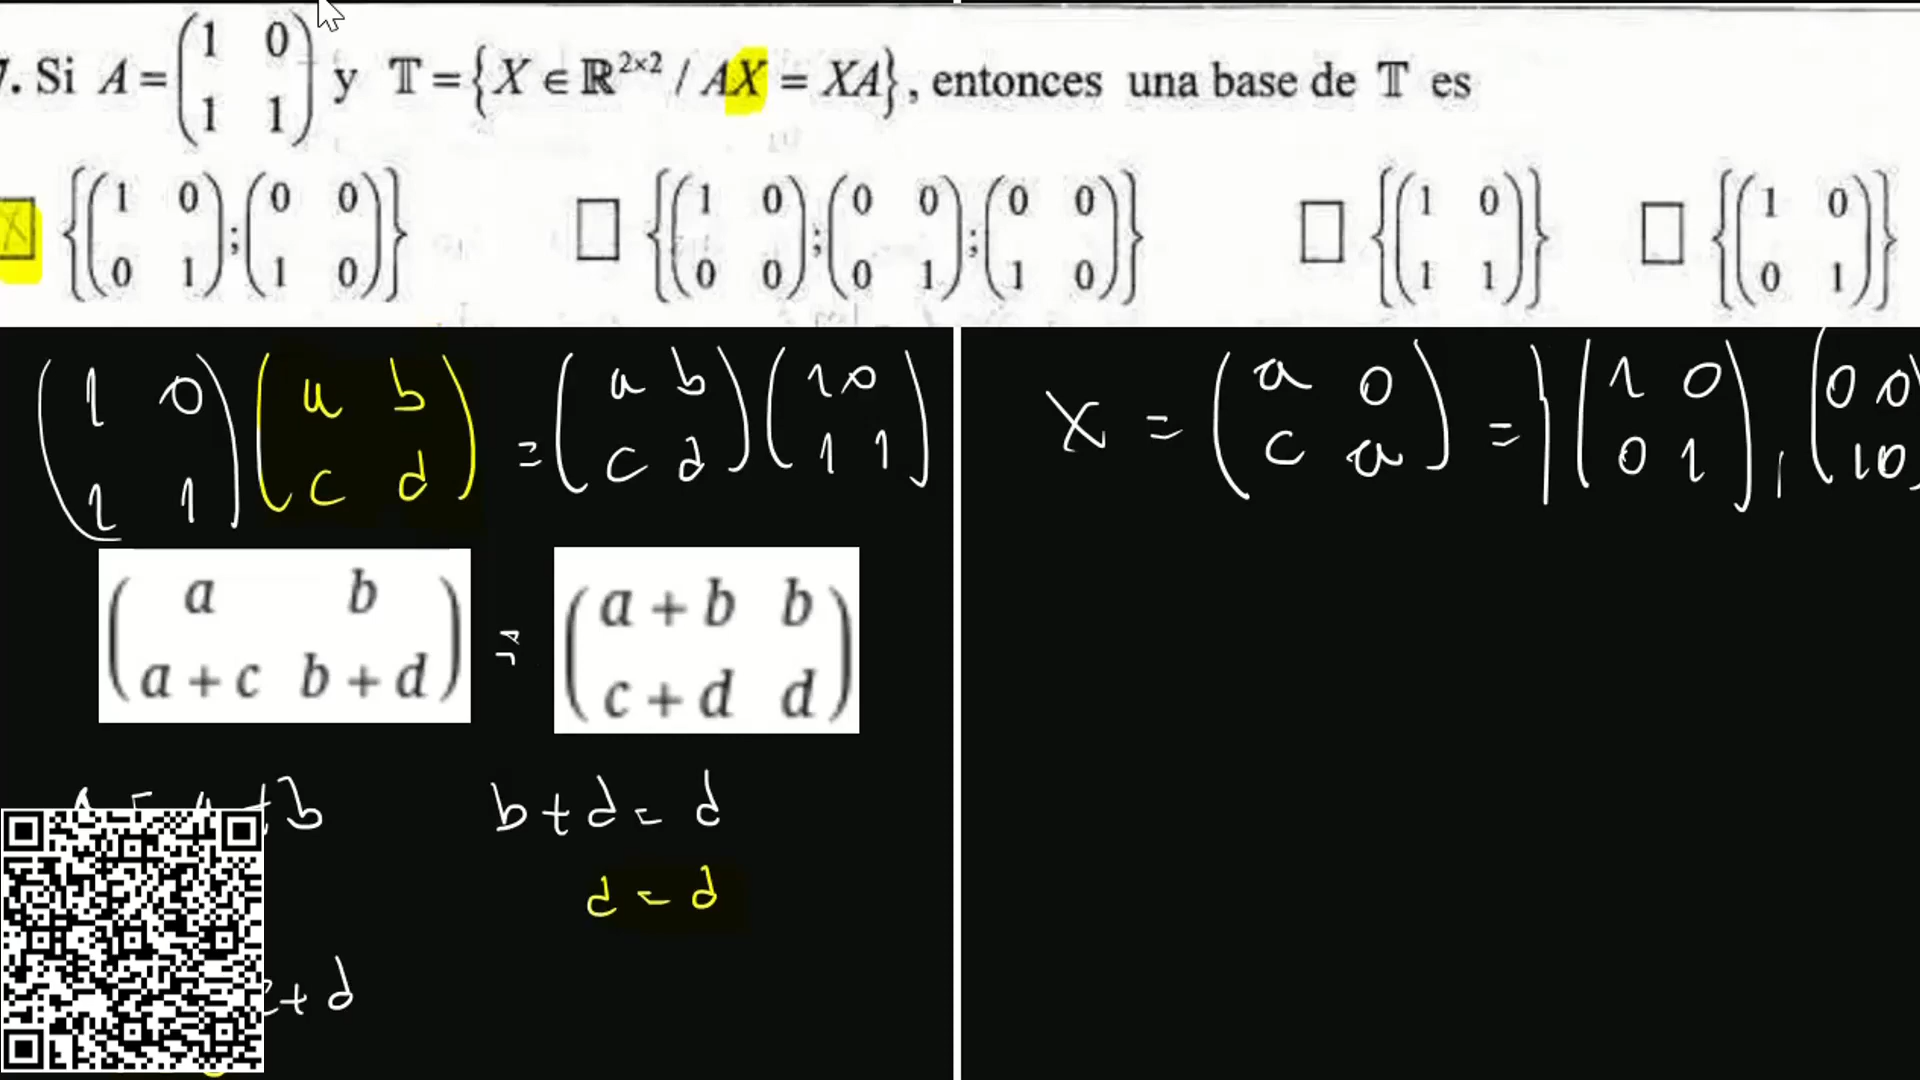 7. Si A = (1 0 / 1 1) y 𝕋 = {X ∈ ℝ^{2×2} / AX = XA}, entonces una base de 𝕋 es
☒ {(1 0 / 0 1) ; (0 0 / 1 0)} ☐ {(1 0 / 0 0) ; (0 0 / 0 1) ; (0 0 / 1 0)} ☐ {(1 0 / 1 1)} ☐ {(1 0 / 0 1)}
(1 0 / 1 1) (a b / c d) = (a b / c d) (1 0 / 1 1)
(a b / a + c b + d) = (a + b b / c + d d)
+ b
b + d = d
d = d
+ d
X = (a 0 / c a) = {(1 0 / 0 1), (0 0 / 1 0)